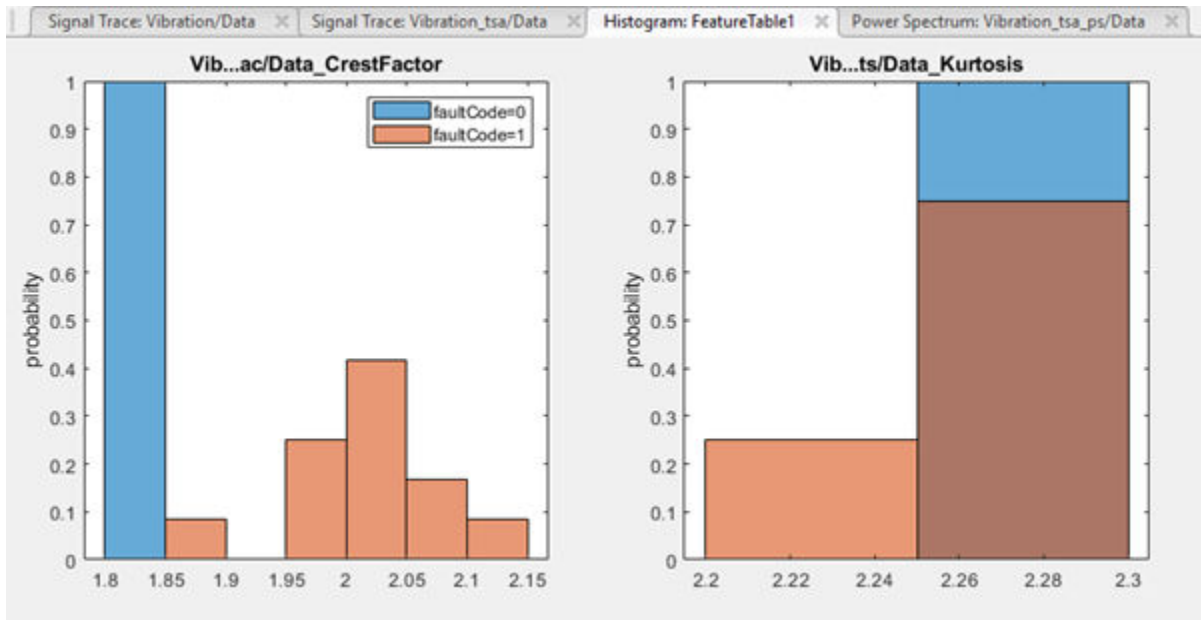 Signal Trace: Vibration/Data
Signal Trace: Vibration_tsa/Data
Histogram: FeatureTable1
Power Spectrum: Vibration_tsa_ps/Data
Vib...ac/Data_CrestFactor
probability
1
0.9
0.8
0.7
0.6
0.5
0.4
0.3
0.2
0.1
0
faultCode=0
faultCode=1
1.8 1.85 1.9 1.95 2 2.05 2.1 2.15
Vib...ts/Data_Kurtosis
probability
1
0.9
0.8
0.7
0.6
0.5
0.4
0.3
0.2
0.1
0
2.2 2.22 2.24 2.26 2.28 2.3